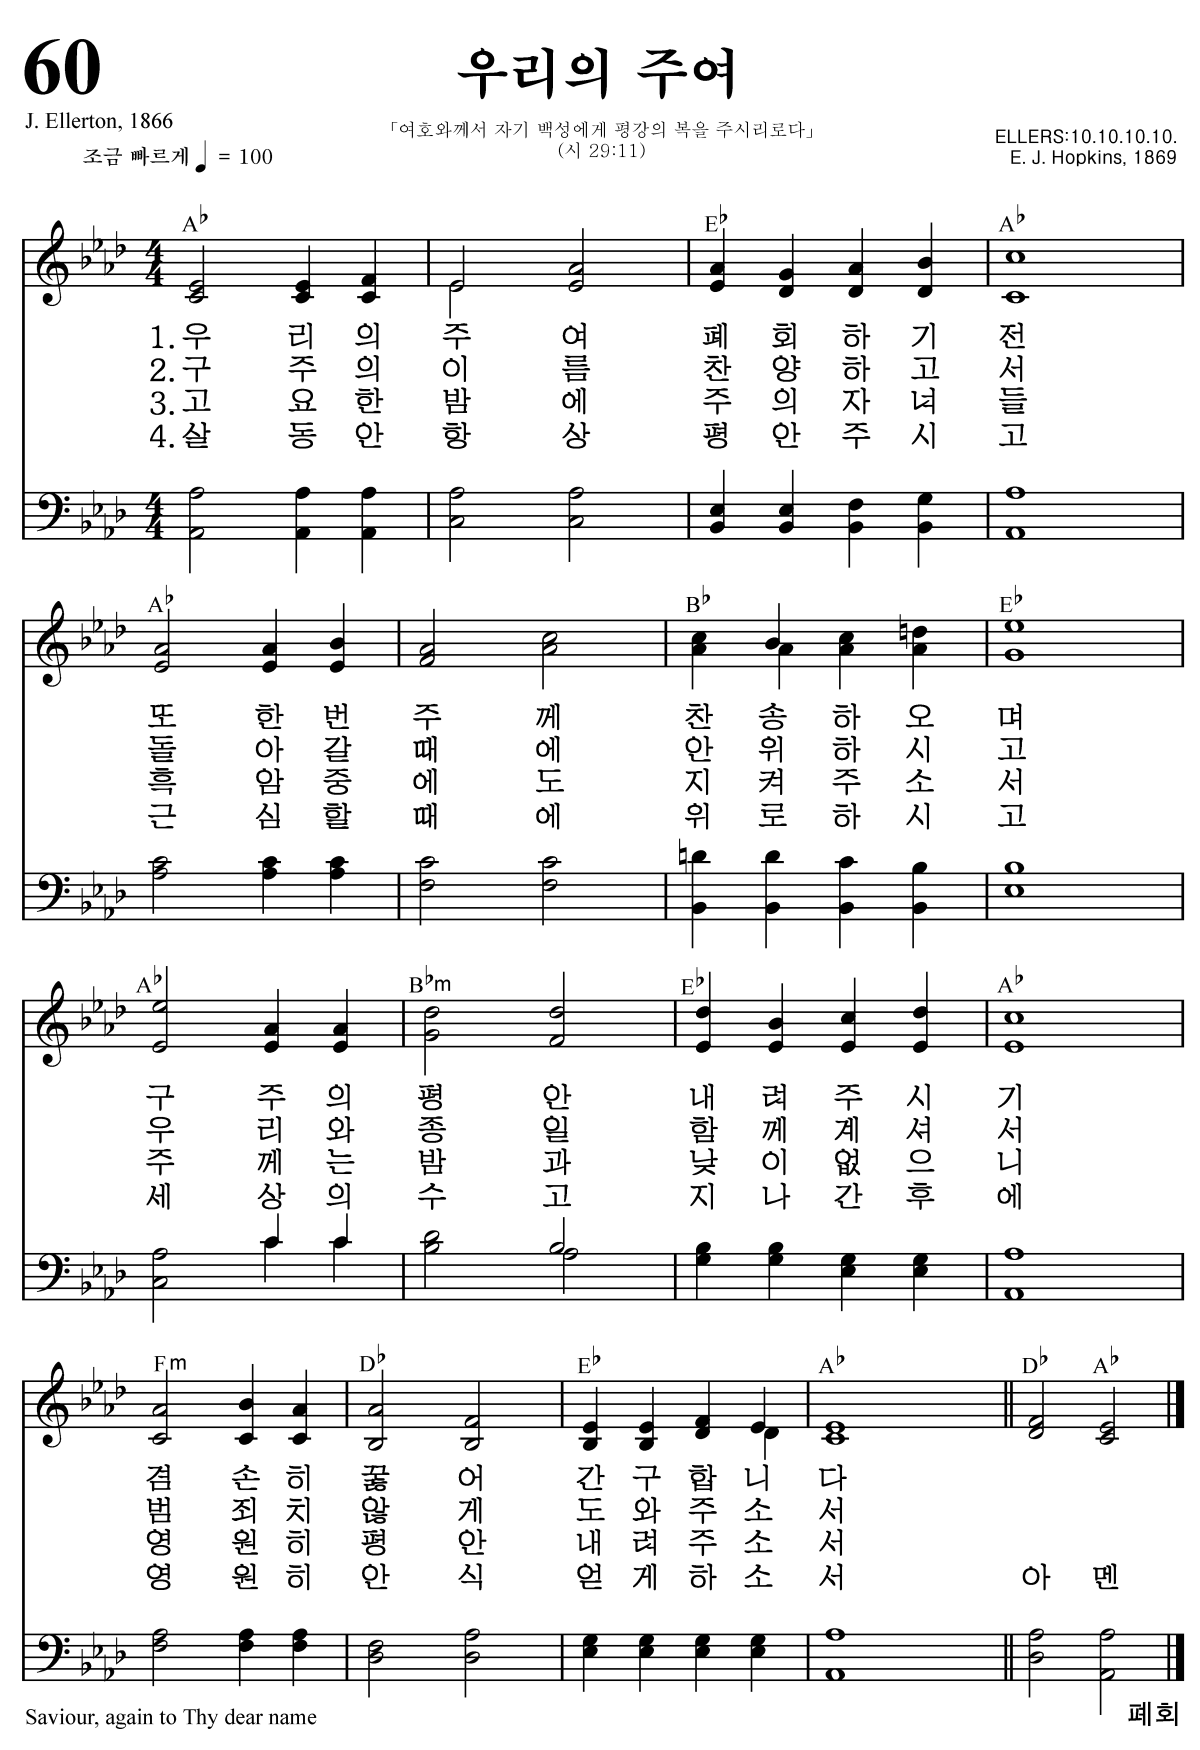 60
우리의 주여
J. Ellerton, 1866
「여호와께서 자기 백성에게 평강의 복을 주시리로다」
(시 29:11)
조금 빠르게 ♩ = 100
ELLERS:10.10.10.10.
E. J. Hopkins, 1869
A♭ E♭ A♭
1. 우 리 의 주 여 폐 회 하 기 전
2. 구 주 의 이 름 찬 양 하 고 서
3. 고 요 한 밤 에 주 의 자 녀 들
4. 살 동 안 항 상 평 안 주 시 고
A♭ B♭ E♭
또 한 번 주 께 찬 송 하 오 며
돌 아 갈 때 에 안 위 하 시 고
흑 암 중 에 도 지 켜 주 소 서
근 심 할 때 에 위 로 하 시 고
A♭ B♭m E♭ A♭
구 주 의 평 안 내 려 주 시 기
우 리 와 종 일 함 께 계 셔 서
주 께 는 밤 과 낮 이 없 으 니
세 상 의 수 고 지 나 간 후 에
Fm D♭ E♭ A♭ D♭ A♭
겸 손 히 꿇 어 간 구 합 니 다
범 죄 치 않 게 도 와 주 소 서
영 원 히 평 안 내 려 주 소 서
영 원 히 안 식 얻 게 하 소 서 아 멘
Saviour, again to Thy dear name
폐회